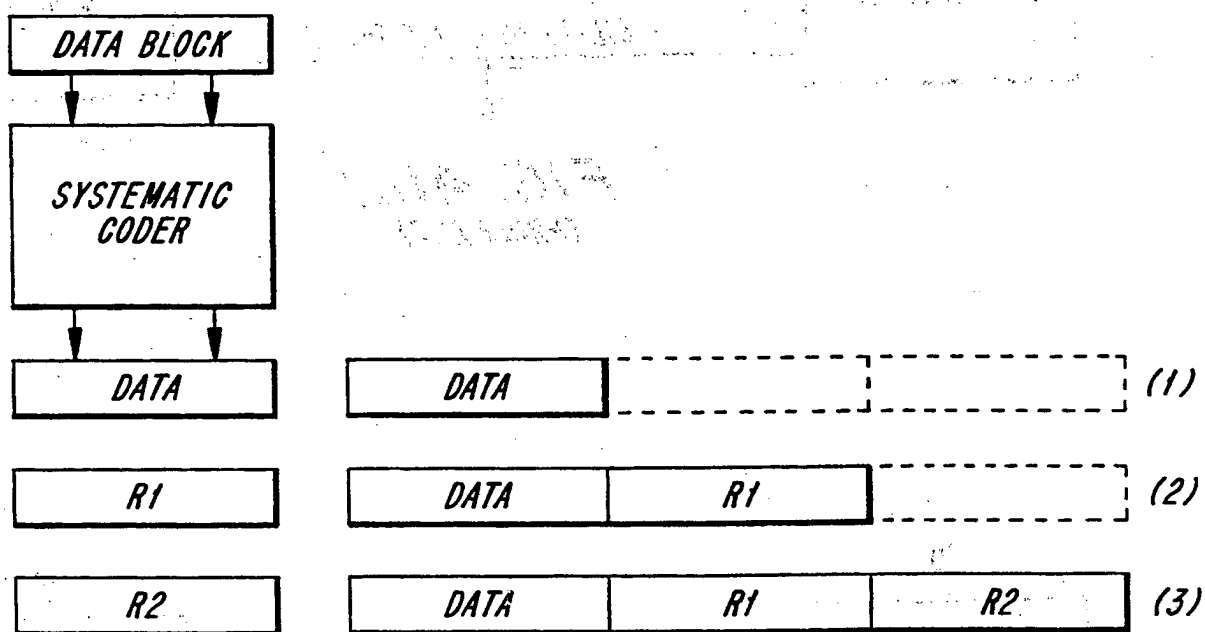 DATA BLOCK
SYSTEMATIC
CODER
DATA
DATA
(1)
R1
DATA
R1
(2)
R2
DATA
R1
R2
(3)